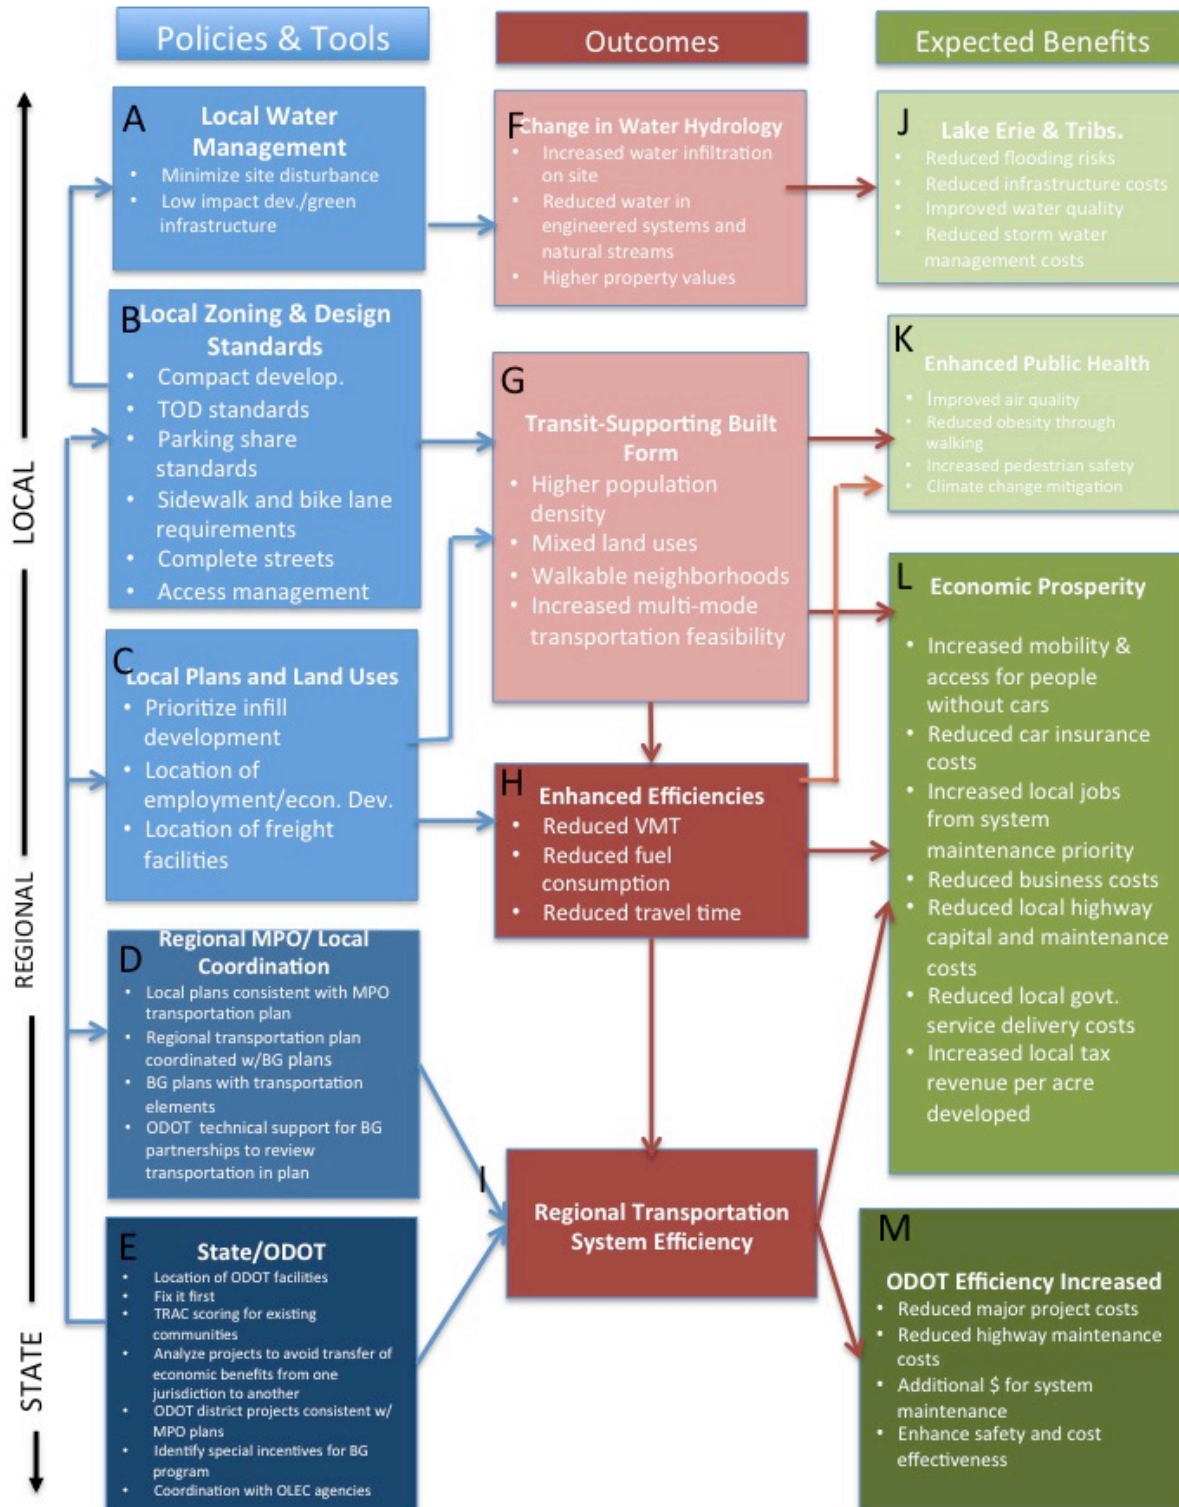 Policies & Tools
Outcomes
Expected Benefits
LOCAL
REGIONAL
STATE
A
Local Water
Management
• Minimize site disturbance
• Low impact dev./green
infrastructure
B
Local Zoning & Design
Standards
• Compact develop.
• TOD standards
• Parking share
standards
• Sidewalk and bike lane
requirements
• Complete streets
• Access management
C
Local Plans and Land Uses
• Prioritize infill
development
• Location of
employment/econ. Dev.
• Location of freight
facilities
D
Regional MPO/ Local
Coordination
• Local plans consistent with MPO
transportation plan
• Regional transportation plan
coordinated w/BG plans
• BG plans with transportation
elements
• ODOT technical support for BG
partnerships to review
transportation in plan
E
State/ODOT
• Location of ODOT facilities
• Fix it first
• TRAC scoring for existing
communities
• Analyze projects to avoid transfer of
economic benefits from one
jurisdiction to another
• ODOT district projects consistent w/
MPO plans
• Identify special incentives for BG
program
• Coordination with OLEC agencies
F
Change in Water Hydrology
• Increased water infiltration
on site
• Reduced water in
engineered systems and
natural streams
• Higher property values
G
Transit-Supporting Built
Form
• Higher population
density
• Mixed land uses
• Walkable neighborhoods
• Increased multi-mode
transportation feasibility
H
Enhanced Efficiencies
• Reduced VMT
• Reduced fuel
consumption
• Reduced travel time
I
Regional Transportation
System Efficiency
J
Lake Erie & Tribs.
• Reduced flooding risks
• Reduced infrastructure costs
• Improved water quality
• Reduced storm water
management costs
K
Enhanced Public Health
• Improved air quality
• Reduced obesity through
walking
• Increased pedestrian safety
• Climate change mitigation
L
Economic Prosperity
• Increased mobility &
access for people
without cars
• Reduced car insurance
costs
• Increased local jobs
from system
maintenance priority
• Reduced business costs
• Reduced local highway
capital and maintenance
costs
• Reduced local govt.
service delivery costs
• Increased local tax
revenue per acre
developed
M
ODOT Efficiency Increased
• Reduced major project costs
• Reduced highway maintenance
costs
• Additional $ for system
maintenance
• Enhance safety and cost
effectiveness